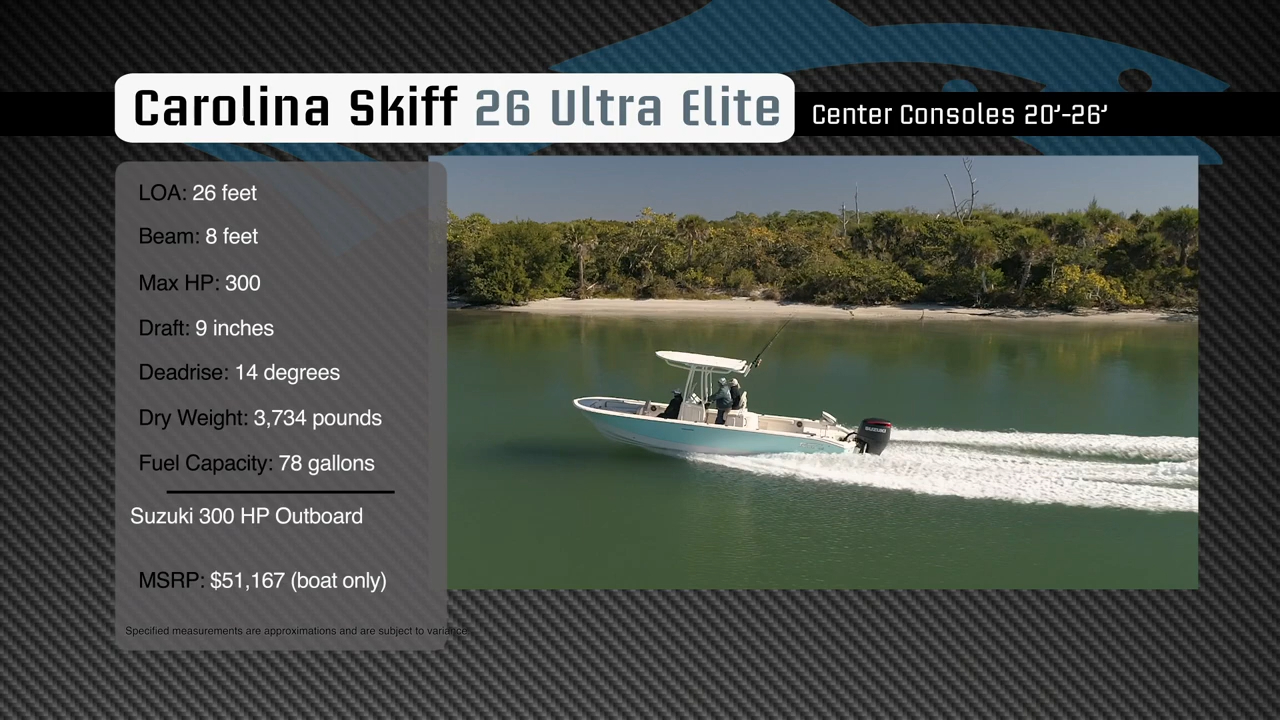 Carolina Skiff 26 Ultra Elite
Center Consoles 20'-26'
LOA: 26 feet
Beam: 8 feet
Max HP: 300
Draft: 9 inches
Deadrise: 14 degrees
Dry Weight: 3,734 pounds
Fuel Capacity: 78 gallons
Suzuki 300 HP Outboard
MSRP: $51,167 (boat only)
Specified measurements are approximations and are subject to variance.
SUZUKI